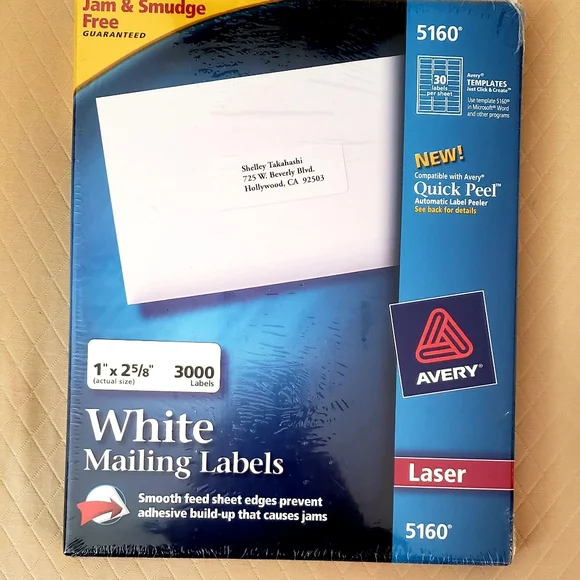 Jam & Smudge
Free
GUARANTEED
5160®
30
labels
per sheet
Avery®
TEMPLATES
Just Click & Create™
Use template 5160®
in Microsoft® Word
and other programs
Shelley Takahashi
725 W. Beverly Blvd.
Hollywood, CA 92503
NEW!
Compatible with Avery®
Quick Peel™
Automatic Label Peeler
See back for details
AVERY®
1" x 2 5/8"
(actual size)
3000
Labels
White
Mailing Labels
Smooth feed sheet edges prevent
adhesive build-up that causes jams
Laser
5160®